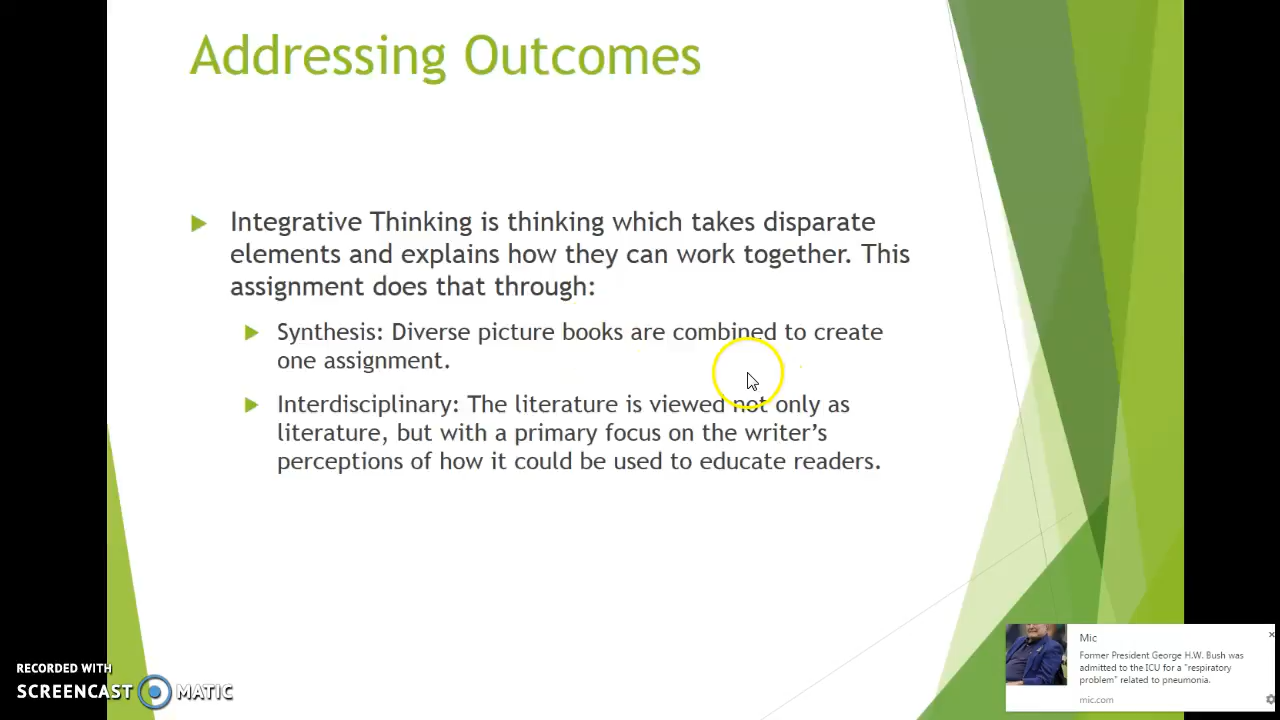 Addressing Outcomes
Integrative Thinking is thinking which takes disparate
elements and explains how they can work together. This
assignment does that through:
Synthesis: Diverse picture books are combined to create
one assignment.
Interdisciplinary: The literature is viewed not only as
literature, but with a primary focus on the writer's
perceptions of how it could be used to educate readers.
Mic
Former President George H.W. Bush was
admitted to the ICU for a "respiratory
problem" related to pneumonia.
mic.com
RECORDED WITH
SCREENCAST MATIC